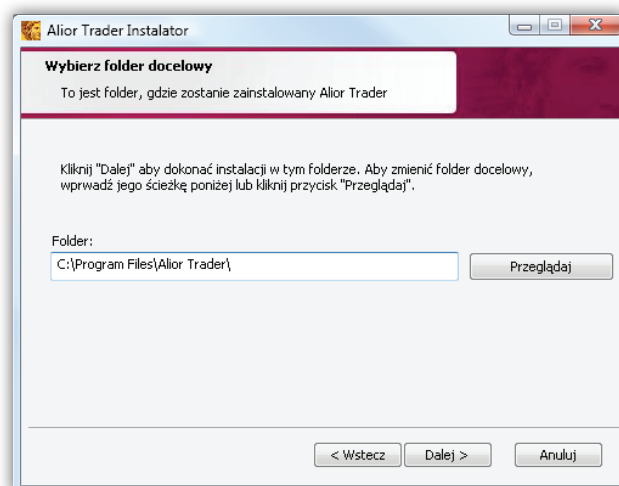 Alior Trader Instalator
Wybierz folder docelowy
To jest folder, gdzie zostanie zainstalowany Alior Trader
Kliknij "Dalej" aby dokonać instalacji w tym folderze. Aby zmienić folder docelowy,
wprwadź jego ścieżkę poniżej lub kliknij przycisk "Przeglądaj".
Folder:
C:\Program Files\Alior Trader\
Przeglądaj
< Wstecz
Dalej >
Anuluj